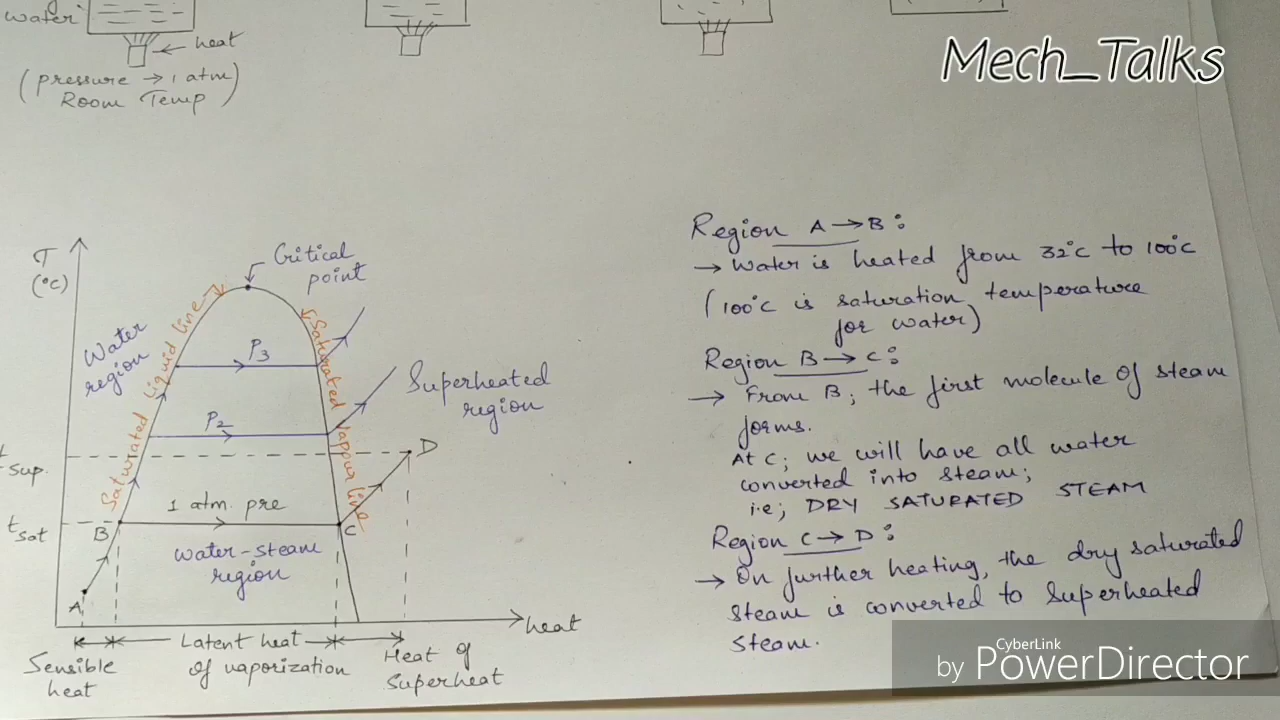 water
heat
(pressure → 1 atm
Room Temp)
Mech_Talks
T
(°C)
Critical
point
Water
region
Saturated Liquid line
Saturated Vapour line
P3
P2
Superheated
region
tsup.
D
1 atm. pre
tsat
B
C
Water-steam
region
A
heat
Sensible
heat
Latent heat
of vaporization
Heat of
Superheat
Region A → B:
→ Water is heated from 32°C to 100°C
(100°C is saturation temperature
for water)
Region B → C:
→ From B; the first molecule of steam
forms.
At C; we will have all water
converted into steam;
i.e; DRY SATURATED STEAM
Region C → D:
→ On further heating, the dry saturated
steam is converted to Superheated
steam.
CyberLink
by PowerDirector